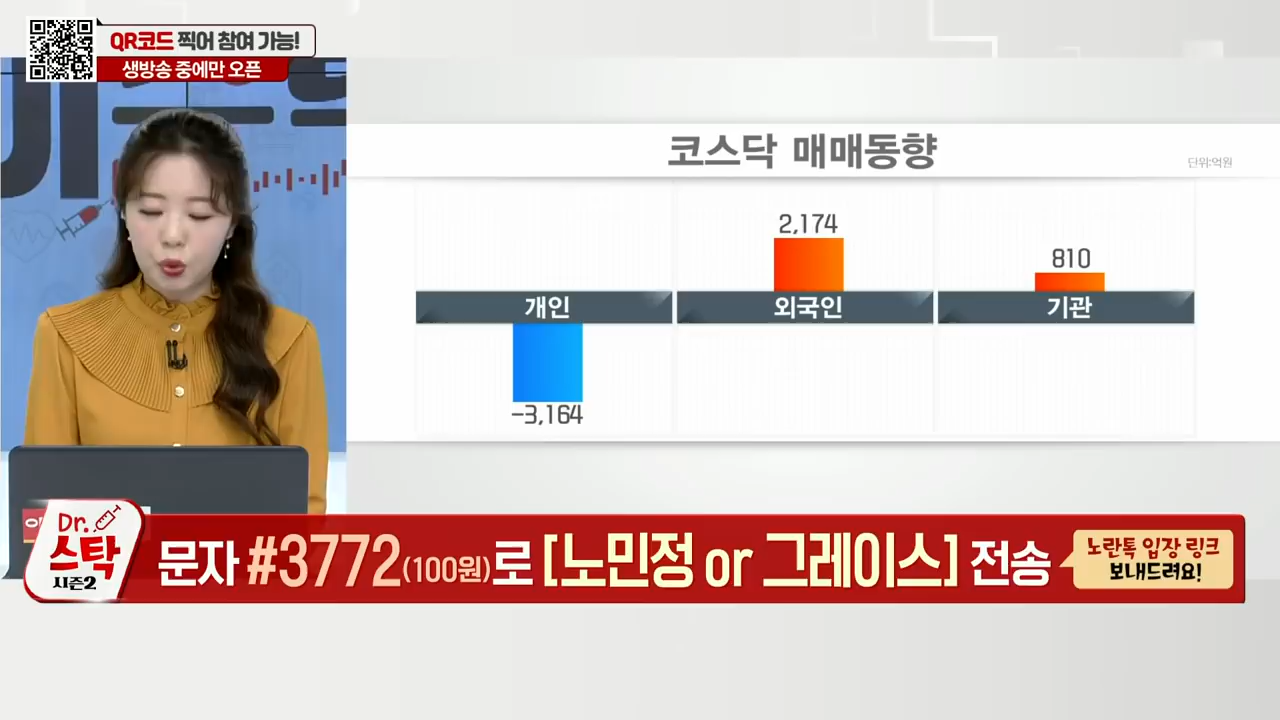 QR코드 찍어 참여 가능!
생방송 중에만 오픈
코스닥 매매동향
단위:억원
2,174
810
개인
외국인
기관
-3,164
Dr.
스탁
시즌2
문자 #3772(100원)로 [노민정 or 그레이스] 전송
노란톡 입장 링크
보내드려요!